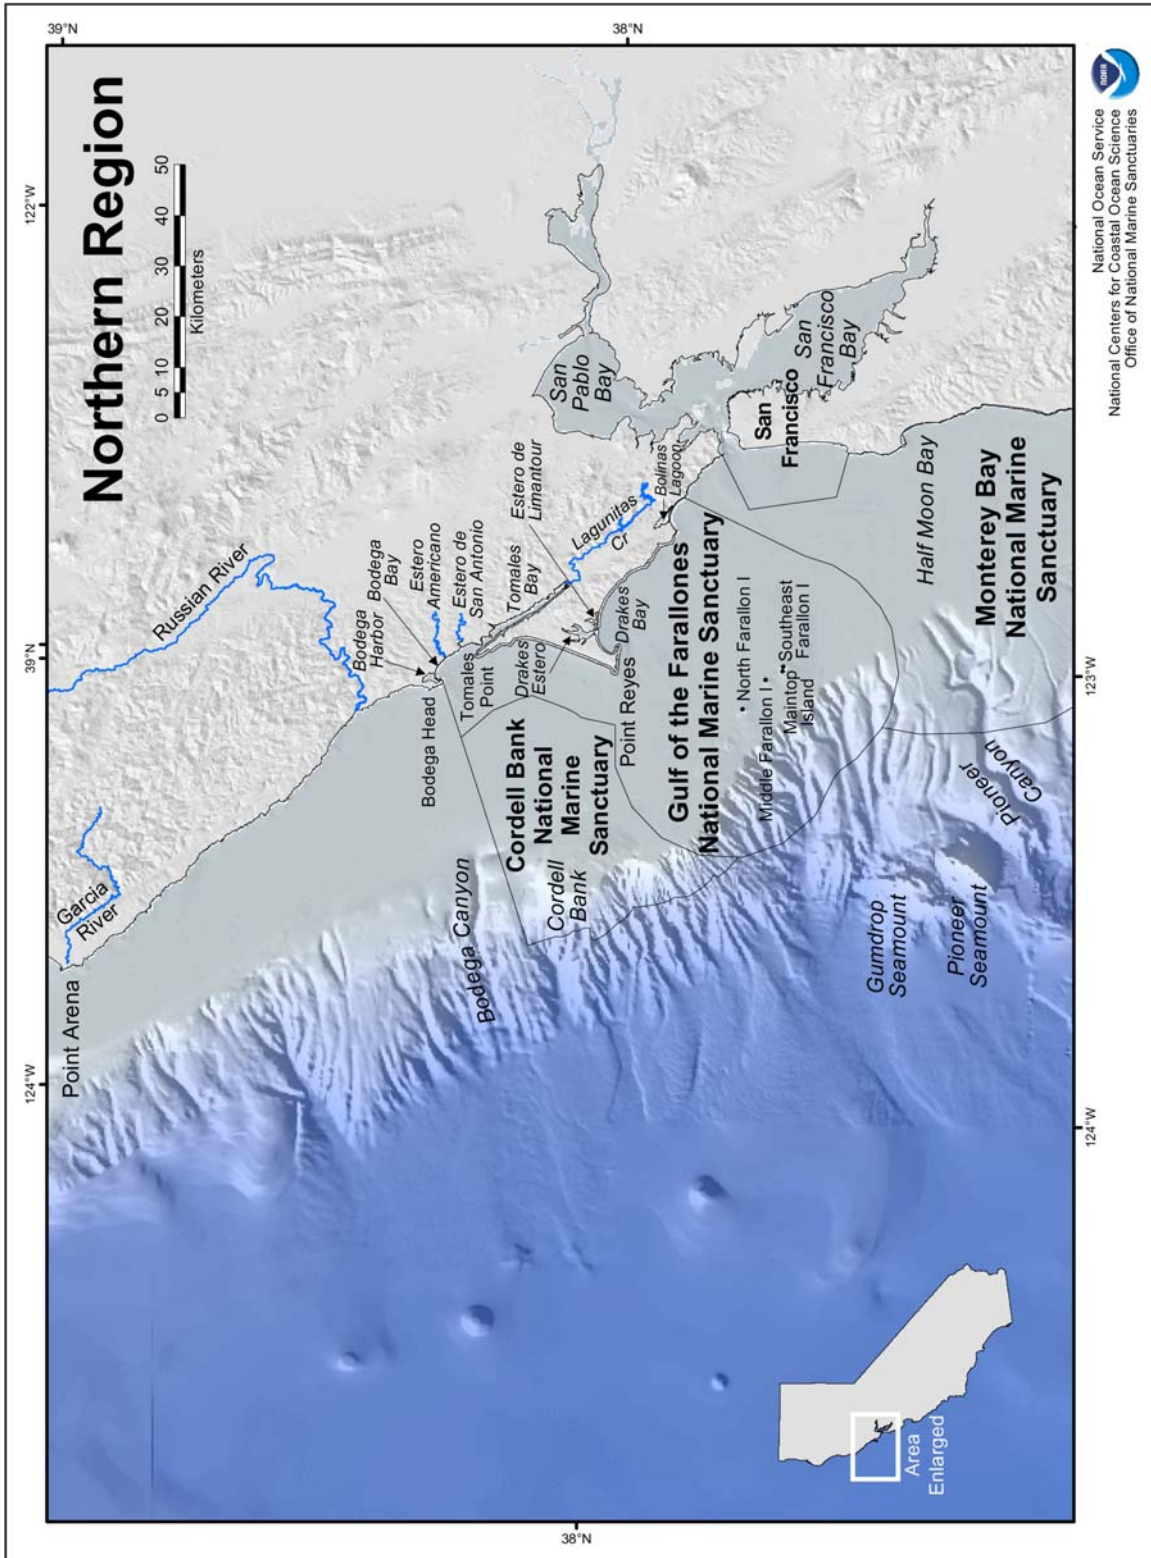 Northern Region
0 5 10 20 30 40 50
Kilometers
39°N
38°N
122°W
39°N
123°W
124°W
124°W
38°N
Point Arena
Garcia
River
Russian River
Bodega
Harbor
Bodega
Bay
Estero
Americano
Estero de
San Antonio
Bodega Head
Tomales
Point
Tomales
Bay
Estero de
Limantour
Lagunitas
Cr
Bolinas
Lagoon
Drakes
Estero
Drakes
Bay
Point Reyes
San
Pablo
Bay
San
Francisco
San
Francisco
Bay
Bodega Canyon
Cordell Bank
National
Marine
Sanctuary
Cordell
Bank
Gulf of the Farallones
National Marine Sanctuary
North Farallon I
Middle Farallon I
Maintop
Island
Southeast
Farallon I
Half Moon Bay
Monterey Bay
National Marine
Sanctuary
Pioneer
Canyon
Gumdrop
Seamount
Pioneer
Seamount
Area
Enlarged
NOAA
National Ocean Service
National Centers for Coastal Ocean Science
Office of National Marine Sanctuaries